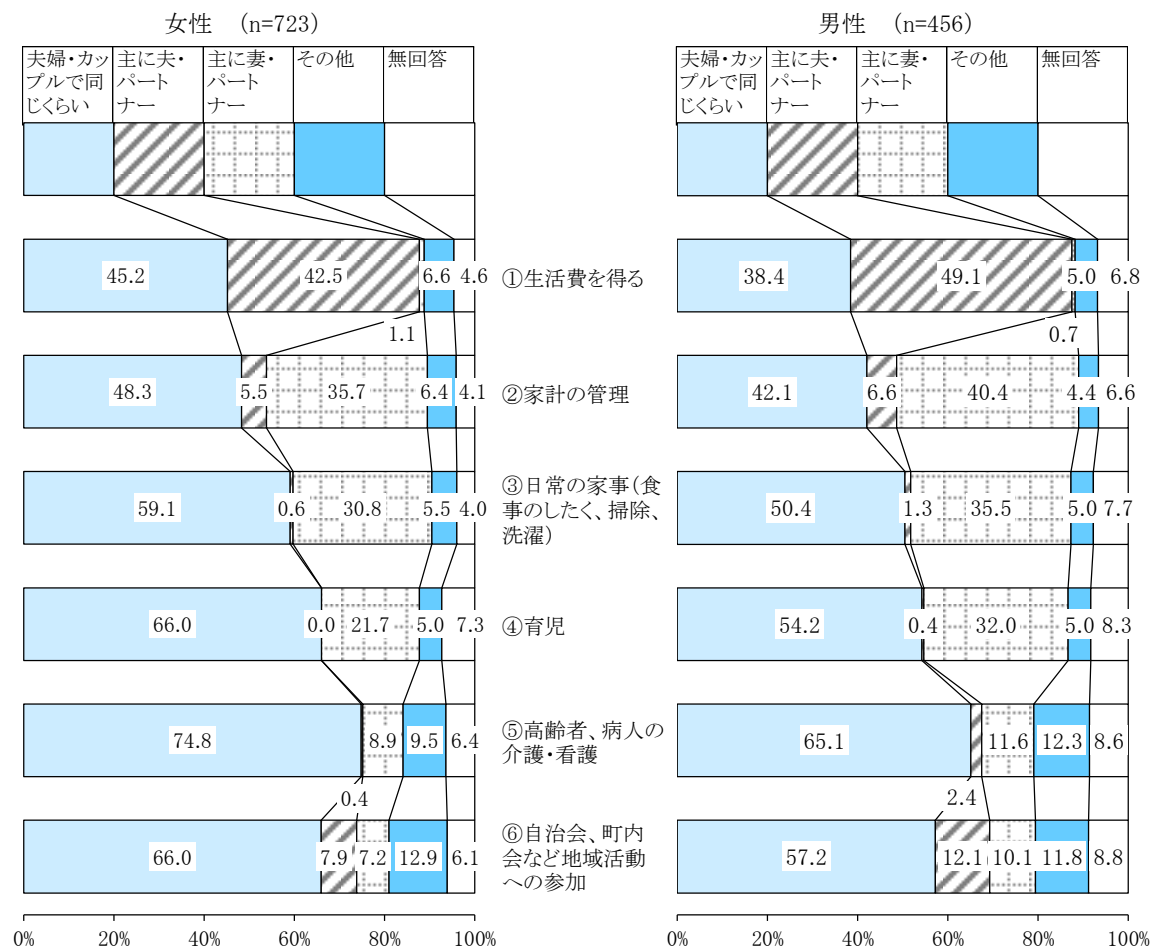 女性　(n=723)
男性　(n=456)
夫婦・カッ
プルで同
じくらい
主に夫・
パート
ナー
主に妻・
パート
ナー
その他
無回答
夫婦・カッ
プルで同
じくらい
主に夫・
パート
ナー
主に妻・
パート
ナー
その他
無回答
45.2 42.5 6.6 4.6
1.1
①生活費を得る
38.4 49.1 5.0 6.8
0.7
48.3 5.5 35.7 6.4 4.1
②家計の管理
42.1 6.6 40.4 4.4 6.6
59.1 0.6 30.8 5.5 4.0
③日常の家事（食
事のしたく、掃除、
洗濯）
50.4 1.3 35.5 5.0 7.7
66.0 0.0 21.7 5.0 7.3
④育児
54.2 0.4 32.0 5.0 8.3
74.8 8.9 9.5 6.4
0.4
⑤高齢者、病人の
介護・看護
65.1 11.6 12.3 8.6
2.4
66.0 7.9 7.2 12.9 6.1
⑥自治会、町内
会など地域活動
への参加
57.2 12.1 10.1 11.8 8.8
0% 20% 40% 60% 80% 100%
0% 20% 40% 60% 80% 100%